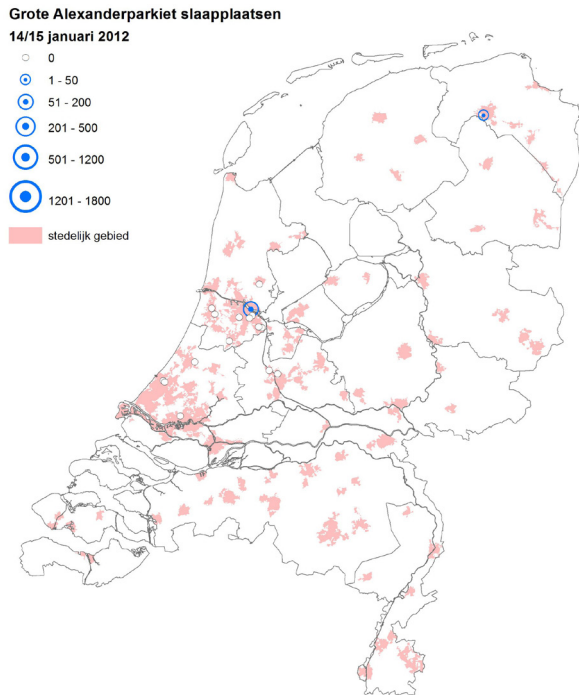 Grote Alexanderparkiet slaapplaatsen
14/15 januari 2012
0
1 - 50
51 - 200
201 - 500
501 - 1200
1201 - 1800
stedelijk gebied